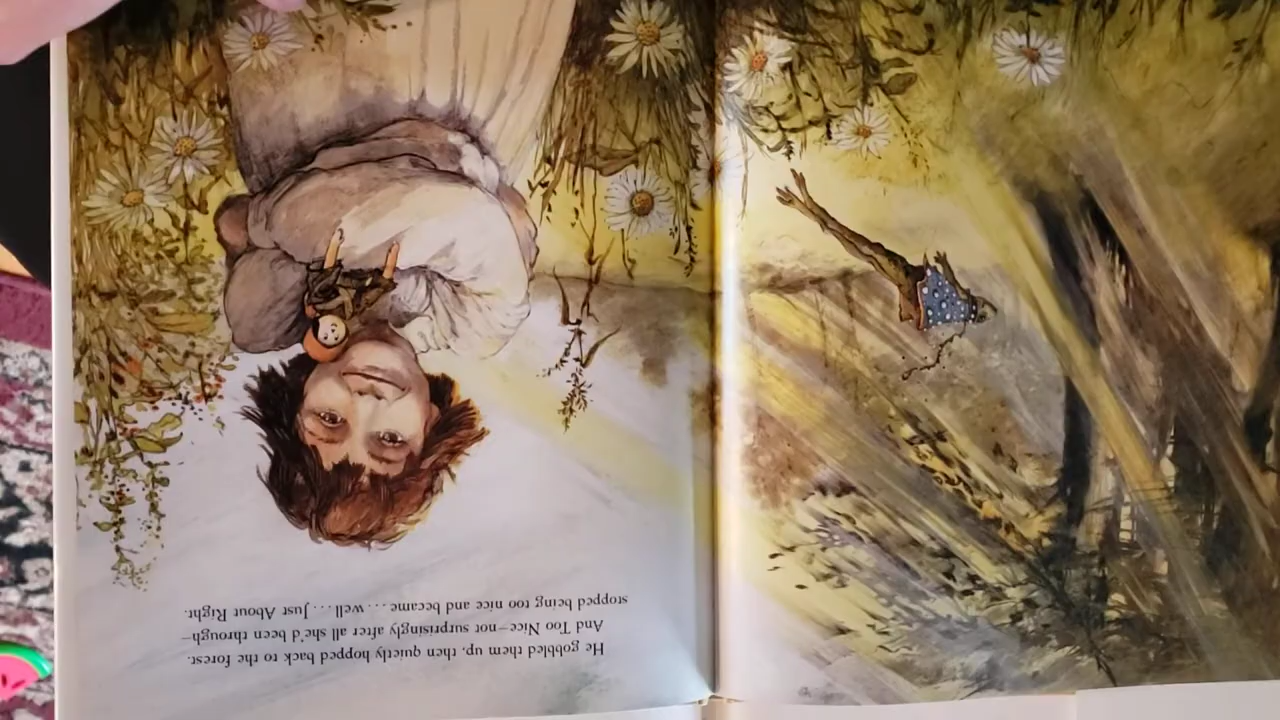 He gobbled them up, then quietly hopped back to the forest.
And Too Nice—not surprisingly after all she'd been through—
stopped being too nice and became . . . well . . . . Just About Right.